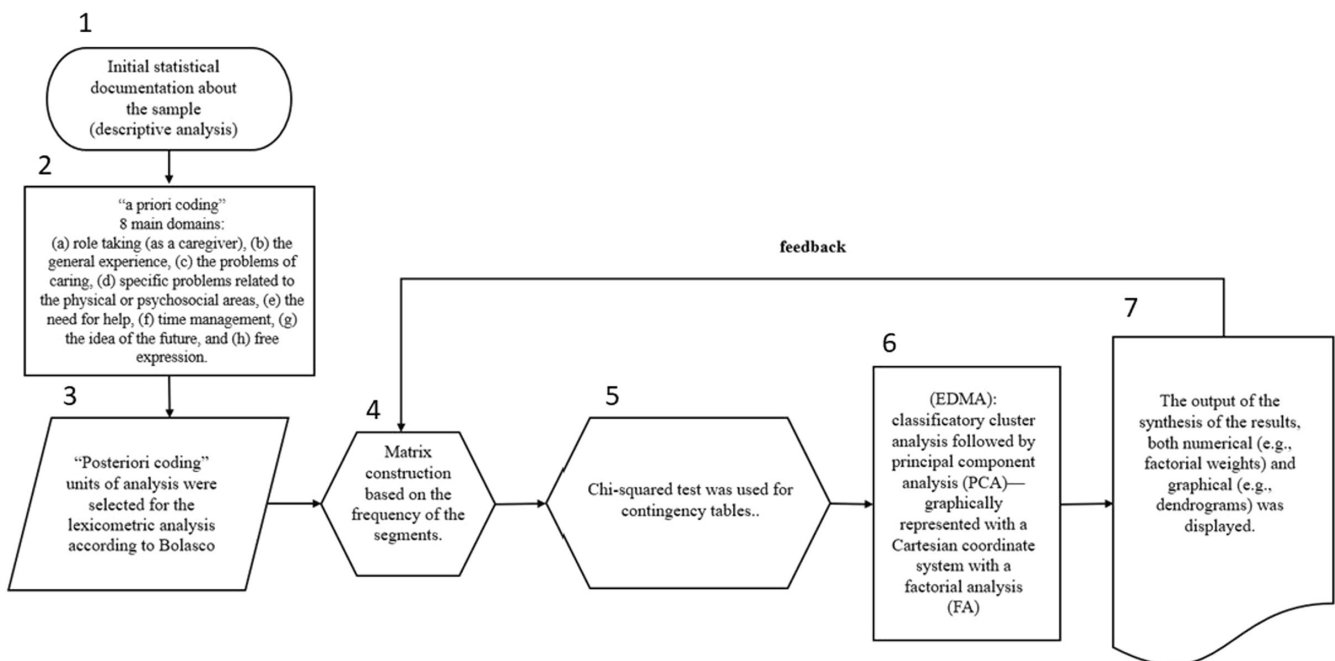 1
Initial statistical
documentation about
the sample
(descriptive analysis)
2
“a priori coding”
8 main domains:
(a) role taking (as a caregiver), (b) the
general experience, (c) the problems of
caring, (d) specific problems related to
the physical or psychosocial areas, (e) the
need for help, (f) time management, (g)
the idea of the future, and (h) free
expression.
3
“Posteriori coding”
units of analysis were
selected for the
lexicometric analysis
according to Bolasco
4
Matrix
construction
based on the
frequency of the
segments.
5
Chi-squared test was used for
contingency tables..
6
(EDMA):
classificatory cluster
analysis followed by
principal component
analysis (PCA)—
graphically
represented with a
Cartesian coordinate
system with a
factorial analysis
(FA)
7
The output of the
synthesis of the results,
both numerical (e.g.,
factorial weights) and
graphical (e.g.,
dendrograms) was
displayed.
feedback